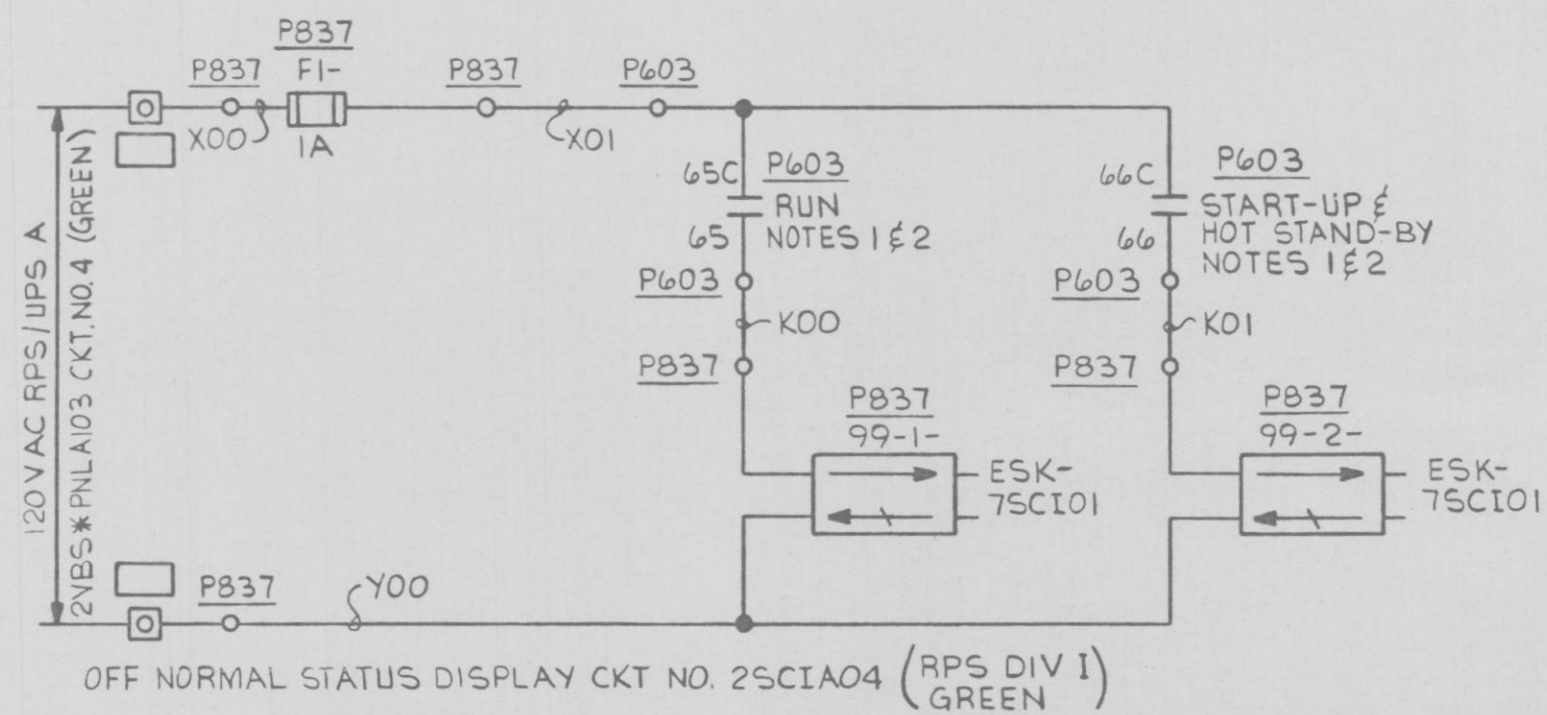 P837
P837
F1-
P837
P603
X00
1A
X01
120 VAC RPS/UPS A
2VBS*PNLA103 CKT. NO. 4 (GREEN)
65C
P603
RUN
NOTES 1 & 2
65
66C
P603
START-UP &
HOT STAND-BY
NOTES 1 & 2
66
P603
P603
K00
K01
P837
P837
P837
99-1-
P837
99-2-
ESK-
7SCI01
ESK-
7SCI01
P837
Y00
OFF NORMAL STATUS DISPLAY CKT NO. 2SCIA04 (RPS DIV I)
GREEN